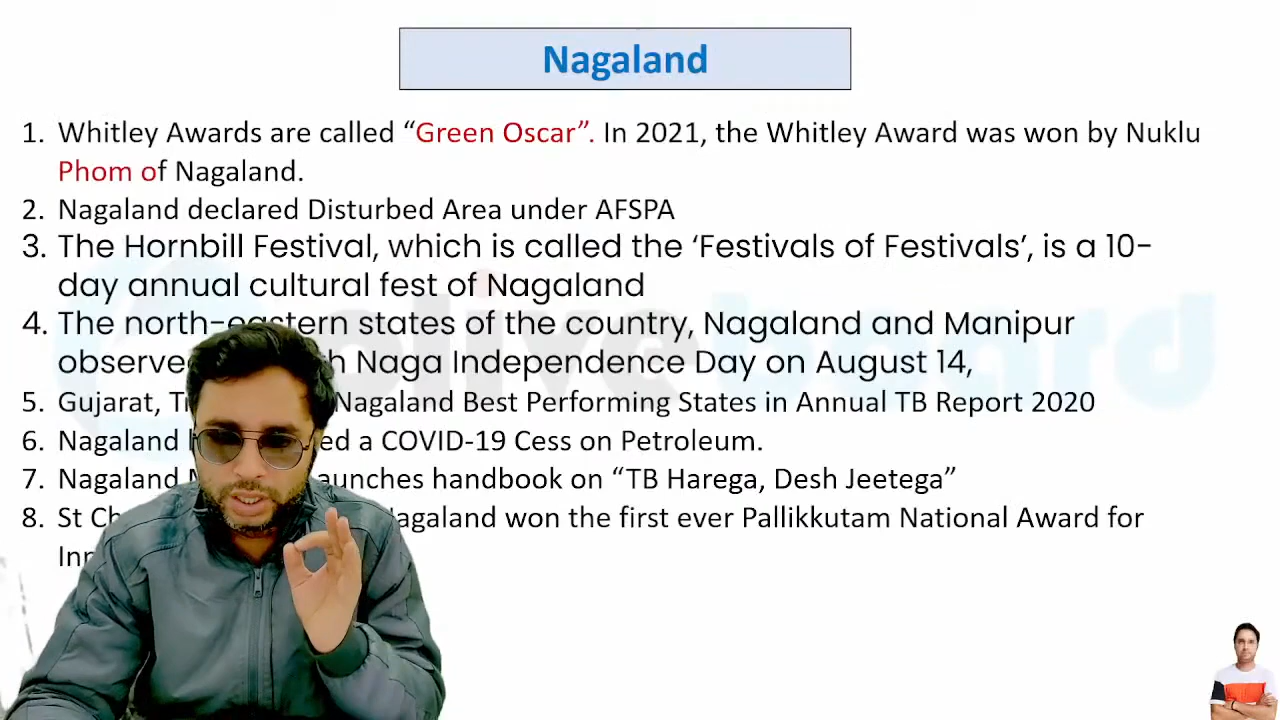 Nagaland
1. Whitley Awards are called “Green Oscar”. In 2021, the Whitley Award was won by Nuklu
Phom of Nagaland.
2. Nagaland declared Disturbed Area under AFSPA
3. The Hornbill Festival, which is called the ‘Festivals of Festivals’, is a 10-
day annual cultural fest of Nagaland
4. The north-eastern states of the country, Nagaland and Manipur
observe Naga Independence Day on August 14,
5. Gujarat, Nagaland Best Performing States in Annual TB Report 2020
6. Nagaland a COVID-19 Cess on Petroleum.
7. Nagaland launches handbook on “TB Harega, Desh Jeetega”
8. St Nagaland won the first ever Pallikkutam National Award for
oliveboard